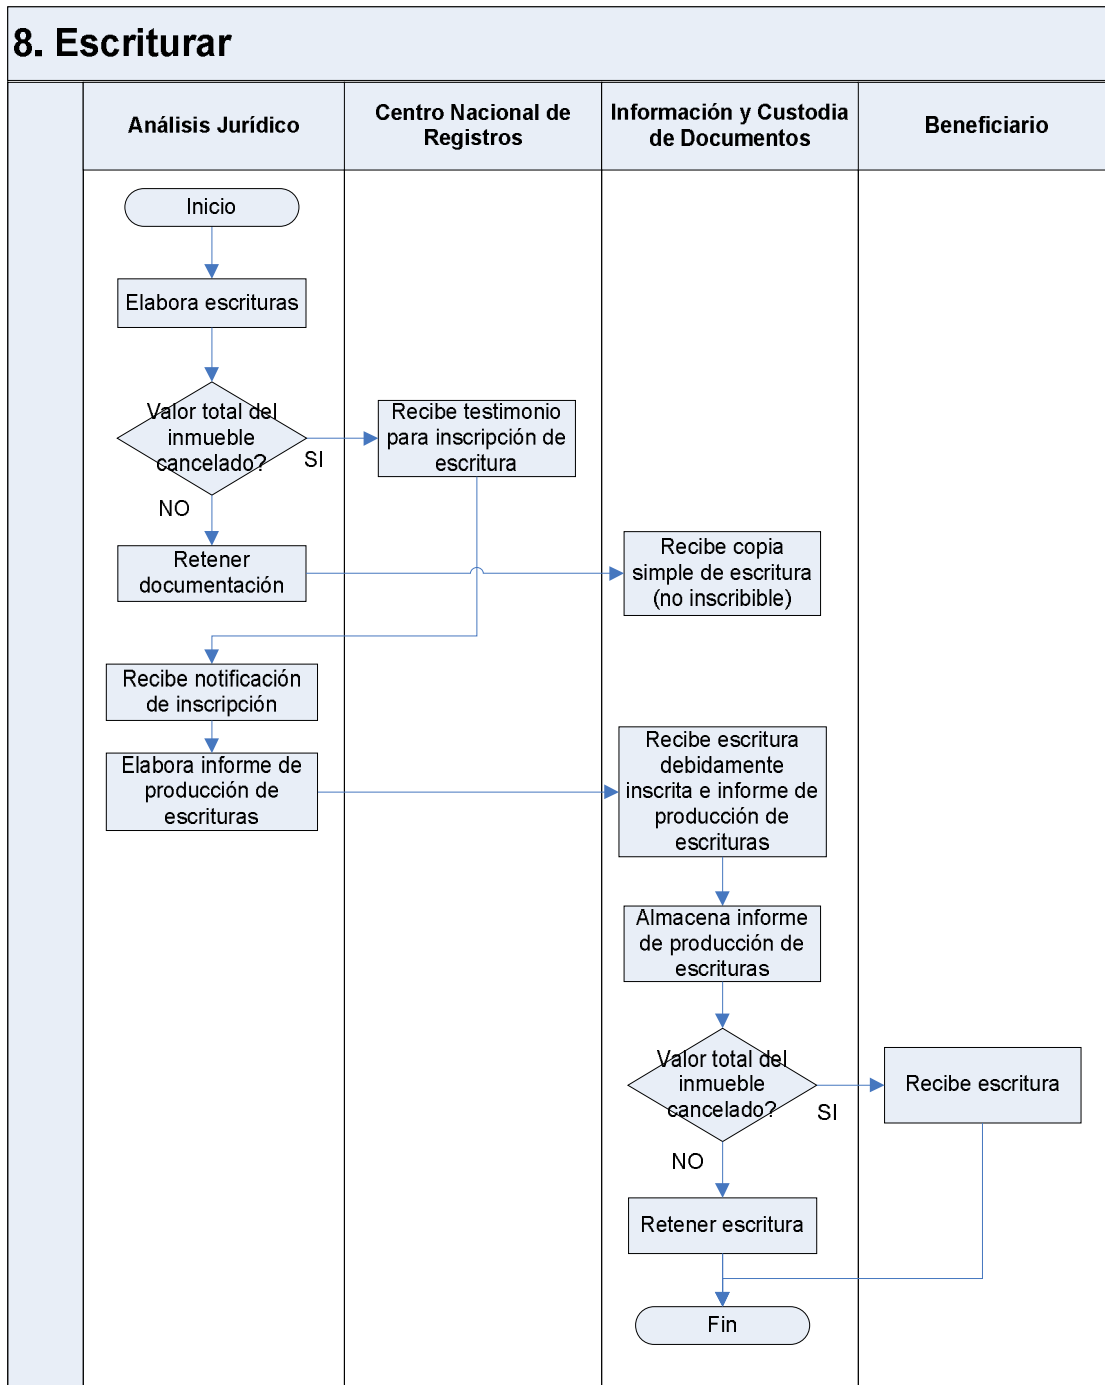 8. Escriturar
Análisis Jurídico
Centro Nacional de
Registros
Información y Custodia
de Documentos
Beneficiario
Inicio
Elabora escrituras
Valor total del
inmueble
cancelado?
SI
NO
Recibe testimonio
para inscripción de
escritura
Retener
documentación
Recibe copia
simple de escritura
(no inscribible)
Recibe notificación
de inscripción
Elabora informe de
producción de
escrituras
Recibe escritura
debidamente
inscrita e informe de
producción de
escrituras
Almacena informe
de producción de
escrituras
Valor total del
inmueble
cancelado?
SI
NO
Recibe escritura
Retener escritura
Fin